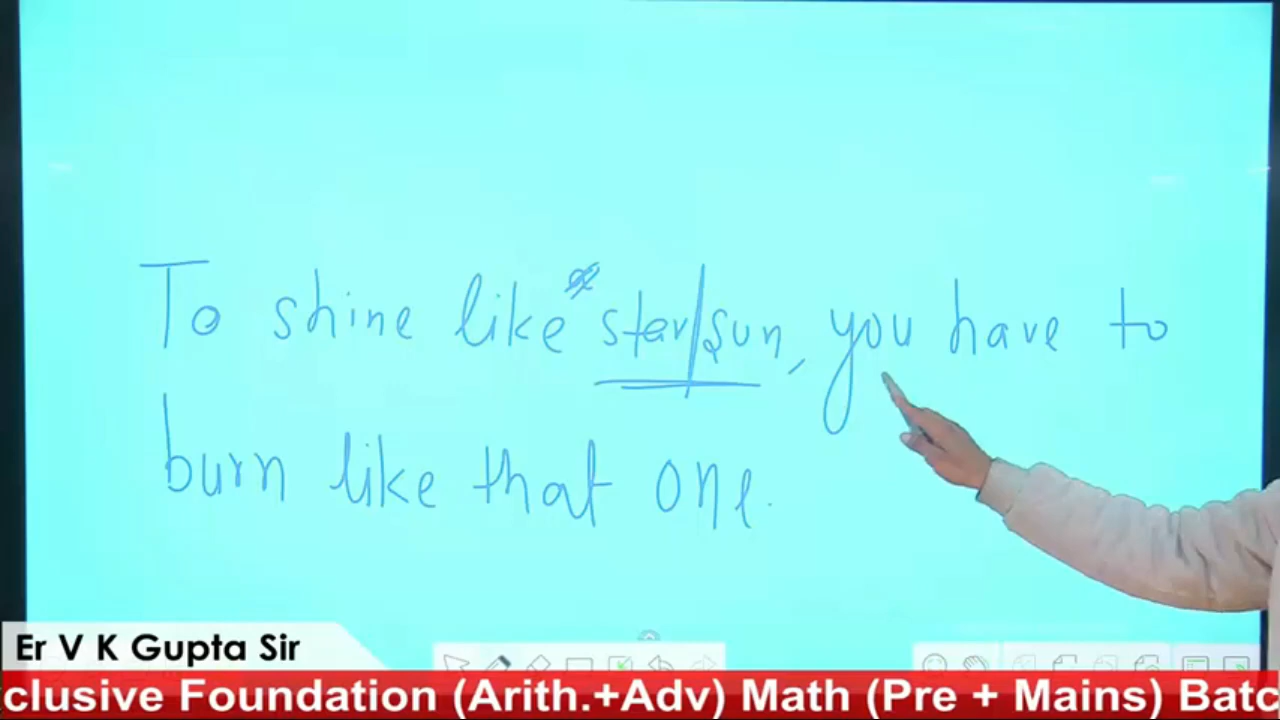 To shine like star/sun, you have to
burn like that one.
Er V K Gupta Sir
clusive Foundation (Arith.+Adv) Math (Pre + Mains) Batc